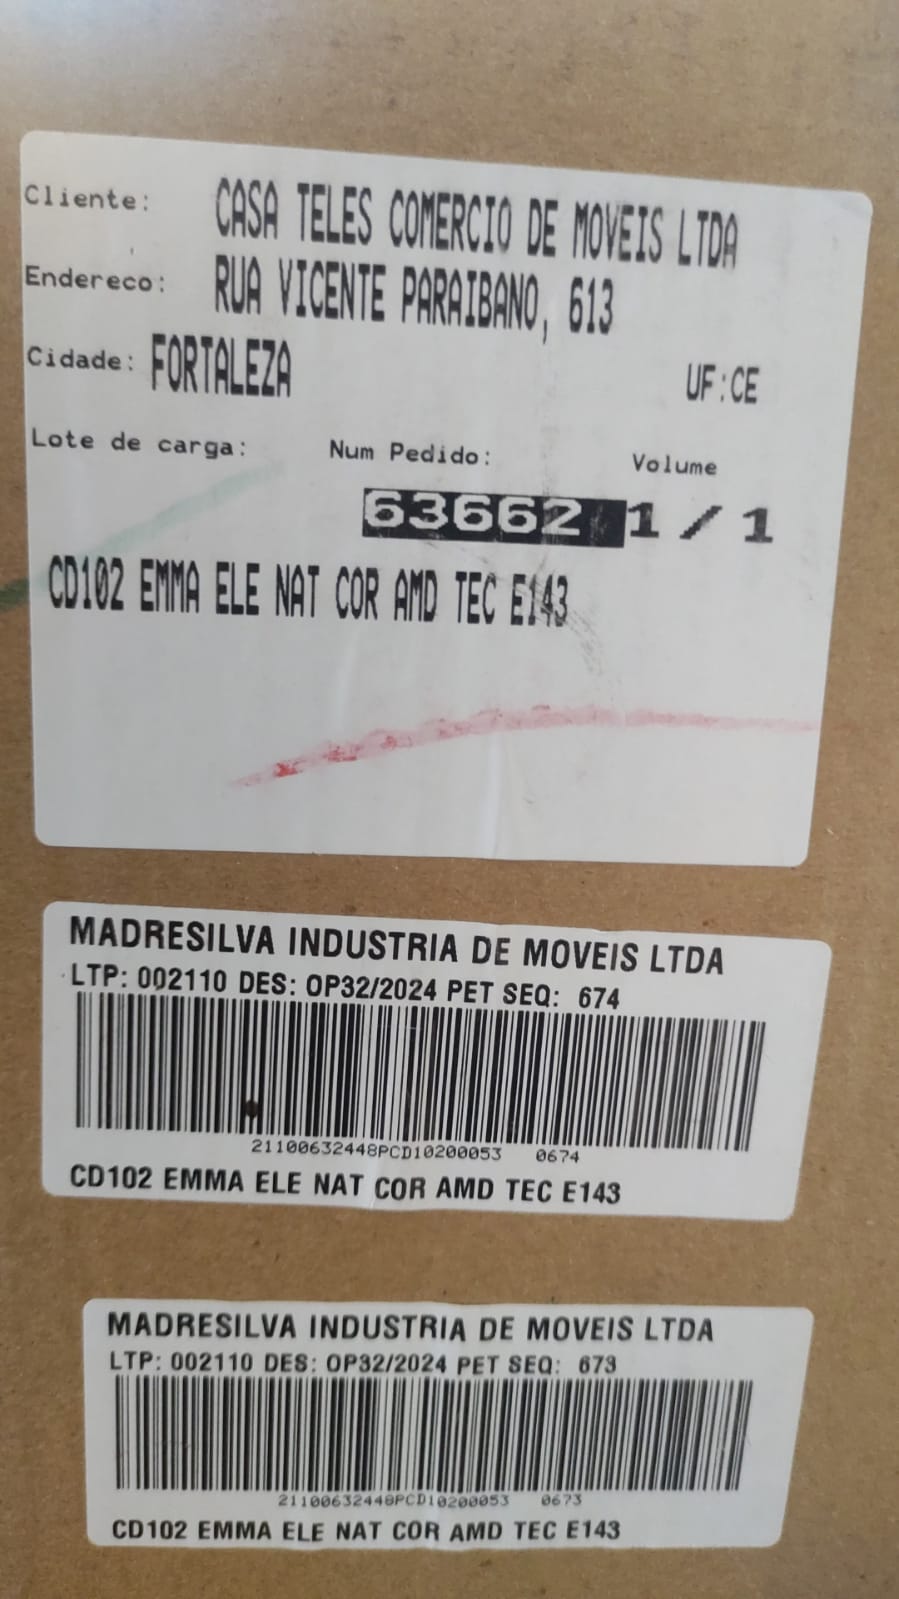 Cliente: CASA TELES COMERCIO DE MOVEIS LTDA
Endereco: RUA VICENTE PARAIBANO, 613
Cidade: FORTALEZA UF:CE
Lote de carga: Num Pedido: Volume
63662 1 / 1
CD102 EMMA ELE NAT COR AMD TEC E143
MADRESILVA INDUSTRIA DE MOVEIS LTDA
LTP: 002110 DES: OP32/2024 PET SEQ: 674
21100632448PCD10200053 0674
CD102 EMMA ELE NAT COR AMD TEC E143
MADRESILVA INDUSTRIA DE MOVEIS LTDA
LTP: 002110 DES: OP32/2024 PET SEQ: 673
21100632448PCD10200053 0673
CD102 EMMA ELE NAT COR AMD TEC E143